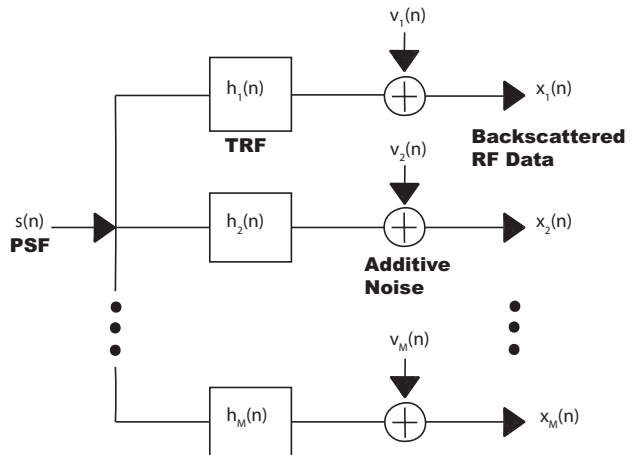 v₁(n)
h₁(n)
x₁(n)
TRF
Backscattered
RF Data
v₂(n)
s(n)
PSF
h₂(n)
x₂(n)
Additive
Noise
v_M(n)
h_M(n)
x_M(n)